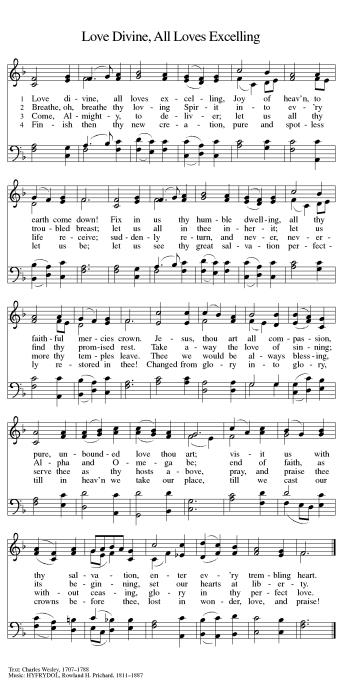 Love Divine, All Loves Excelling
1 Love di - vine, all loves ex - cel - ling, Joy of heav'n, to
2 Breathe, oh, breathe thy lov - ing Spir - it in - to ev - 'ry
3 Come, Al - might - y, to de - liv - er; let us all thy
4 Fin - ish then thy new cre - a - tion, pure and spot - less
earth come down! Fix in us thy hum - ble dwell - ing, all thy
trou - bled breast; let us all in thee in - her - it; let us
life re - ceive; sud - den - ly re - turn, and nev - er, nev - er
let us be; let us see thy great sal - va - tion per - fect -
faith - ful mer - cies crown. Je - sus, thou art all com - pas - sion,
find thy prom - ised rest. Take a - way the love of sin - ning;
more thy tem - ples leave. Thee we would be al - ways bless - ing,
ly re - stored in thee! Changed from glory in - to glo - ry,
pure, un - bound - ed love thou art; vis - it us with
Al - pha and O - me - ga be; end of faith, as
serve thee as thy hosts a - bove, pray, and praise thee
till in heav'n we take our place, till we cast our
thy sal - va - tion, en - ter ev - 'ry trem - bling heart.
its be - gin - ning, set our hearts at lib - er - ty.
with - out ceas - ing, glo - ry in thy per - fect love.
crowns be - fore thee, lost in won - der, love, and praise!
Text: Charles Wesley, 1707–1788
Music: HYFRYDOL, Rowland H. Prichard, 1811–1887